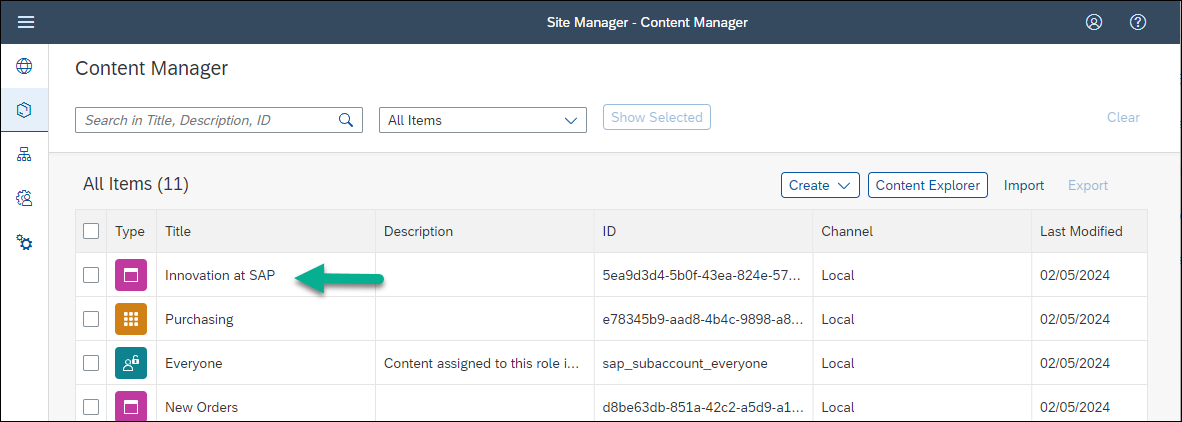 Site Manager - Content Manager
Content Manager
Search in Title, Description, ID All Items Show Selected Clear
All Items (11) Create Content Explorer Import Export
Type Title Description ID Channel Last Modified
Innovation at SAP 5ea9d3d4-5b0f-43ea-824e-57... Local 02/05/2024
Purchasing e78345b9-aad8-4b4c-9898-a8... Local 02/05/2024
Everyone Content assigned to this role i... sap_subaccount_everyone Local 02/05/2024
New Orders d8be63db-851a-42c2-a5d9-a1... Local 02/05/2024